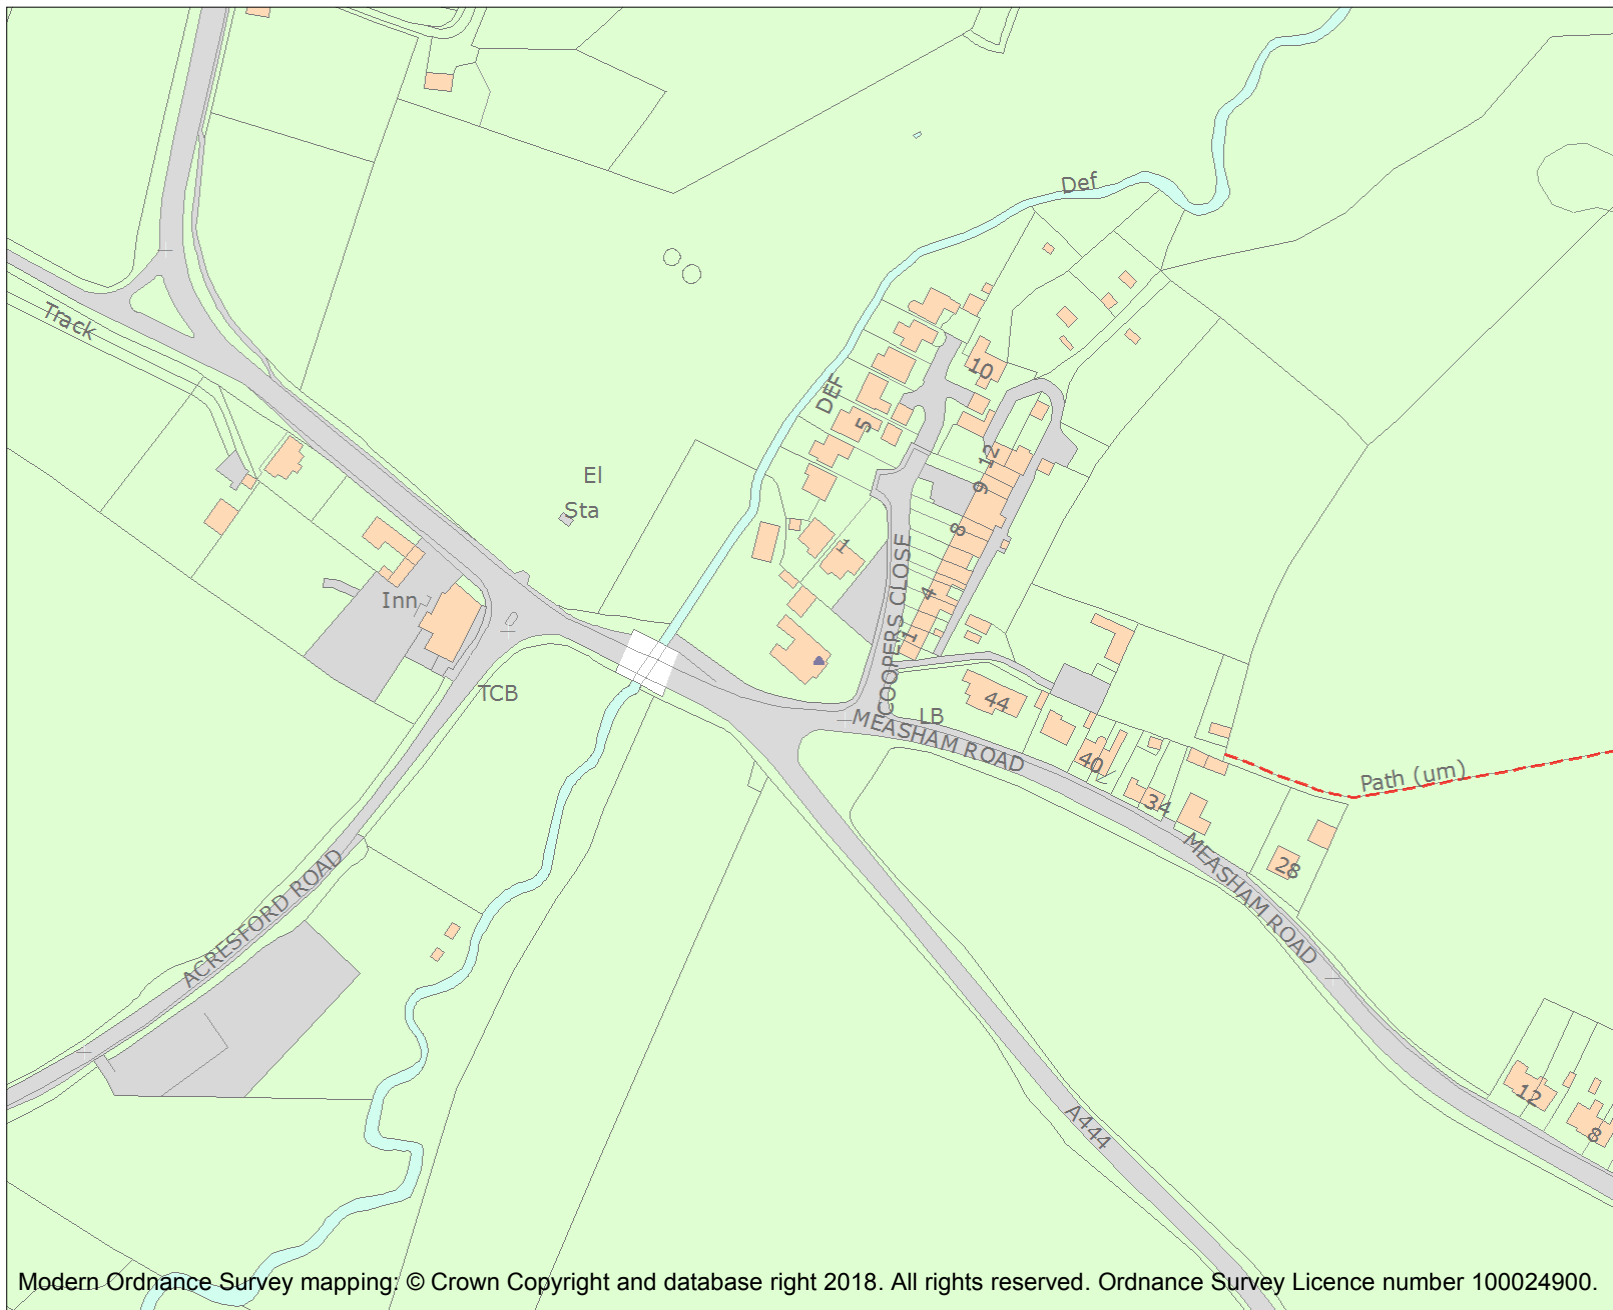 Def
Track
10
DEF
5
12
9
El
Sta
8
1
COOPERS CLOSE
Inn
4
1
TCB
44
LB
MEASHAM ROAD
40
Path (um)
34
MEASHAM ROAD
28
ACRESFORD ROAD
12
A444
8
Modern Ordnance Survey mapping: © Crown Copyright and database right 2018. All rights reserved. Ordnance Survey Licence number 100024900.